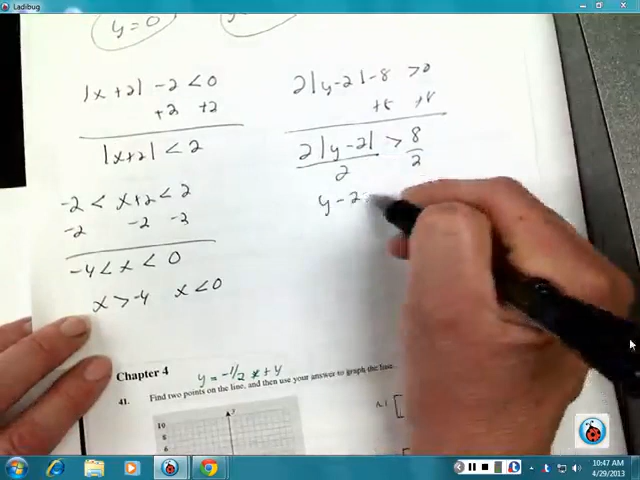 Ladibug
y = 0
|x+2| -2 < 0
+2 +2
|x+2| < 2
-2 < x+2 < 2
-2 -2 -2
-4 < x < 0
x > -4 x < 0
2|y-2|-8 > 0
+8 +8
2|y-2| > 8
2 2
y-2
Chapter 4
y = -1/2 x + 4
41. Find two points on the line, and then use your answer to graph the line.
A. i.
y
10
8
6
10:47 AM
4/29/2013